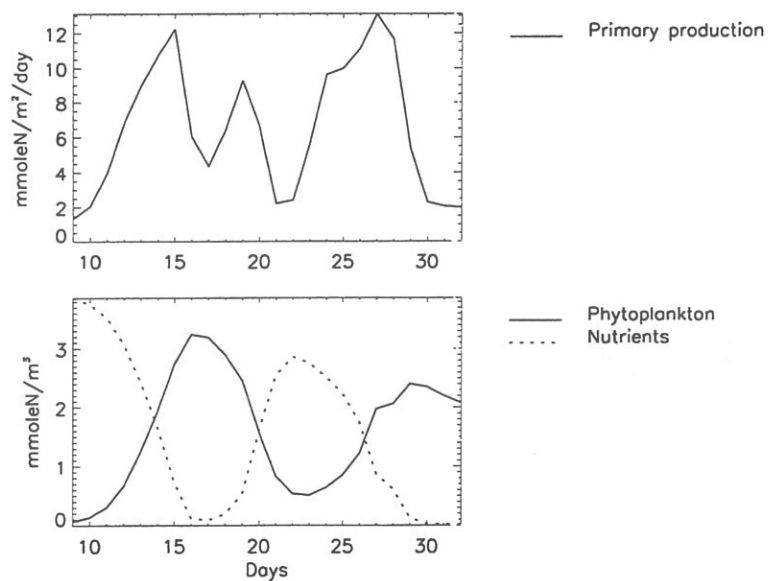 12
10
8
6
4
2
0
mmoleN/m²/day
10 15 20 25 30
Primary production
3
2
1
0
mmoleN/m³
10 15 20 25 30
Days
Phytoplankton
Nutrients